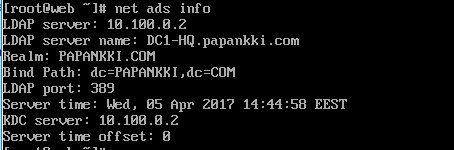 [root@web ~]# net ads info
LDAP server: 10.100.0.2
LDAP server name: DC1-HQ.papankki.com
Realm: PAPANKKI.COM
Bind Path: dc=PAPANKKI,dc=COM
LDAP port: 389
Server time: Wed, 05 Apr 2017 14:44:58 EEST
KDC server: 10.100.0.2
Server time offset: 0
[root@web ~]#